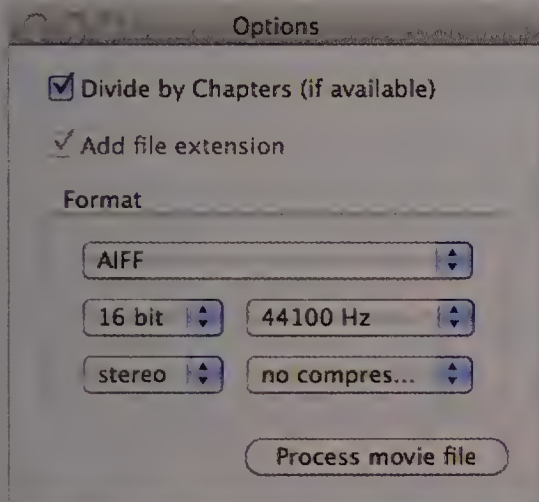 Options
Divide by Chapters (if available)
Add file extension
Format
AIFF
16 bit 44100 Hz
stereo no compres...
Process movie file